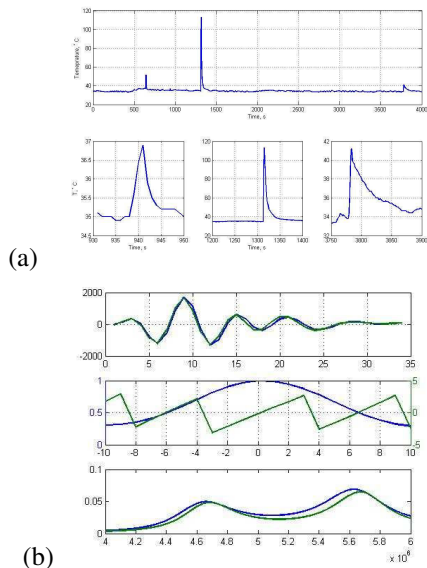 120
100
80
60
40
20
Temeprature, °C
0 500 1000 1500 2000 2500 3000 3500 4000
Time, s
37
36.5
36
35.5
35
34.5
T, °C
930 935 940 945 950
Time, s
120
100
80
60
40
20
1200 1250 1300 1350 1400
Time, s
42
40
38
36
34
32
3750 3800 3850 3900
Time, s
(a)
2000
0
-2000
0 5 10 15 20 25 30 35
1
0.5
0
5
0
-5
-10 -8 -6 -4 -2 0 2 4 6 8 10
0.1
0.05
0
4 4.2 4.4 4.6 4.8 5 5.2 5.4 5.6 5.8 6
x 10⁶
(b)